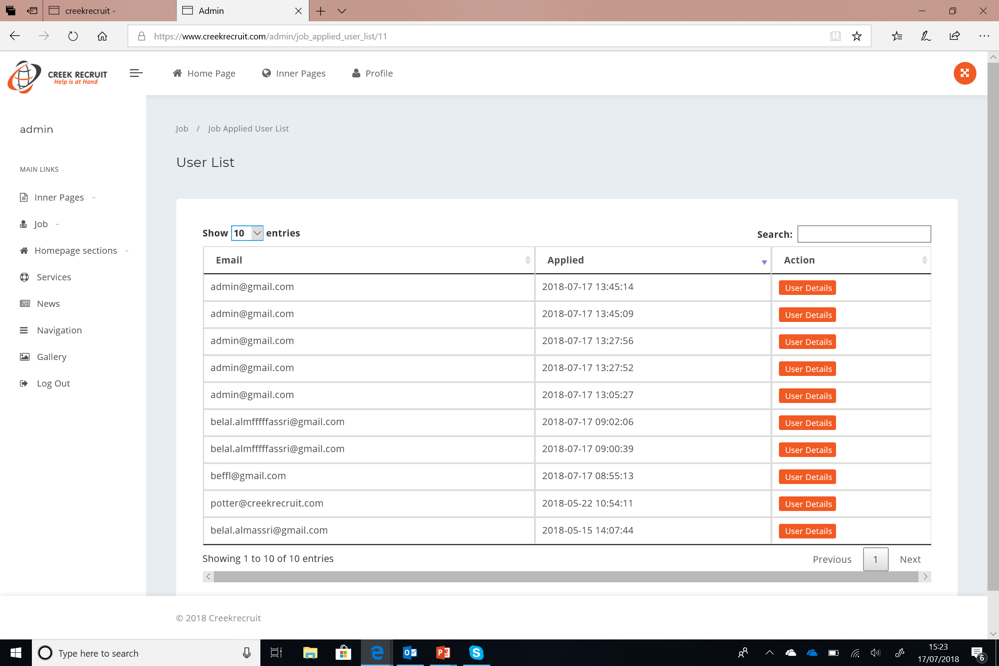 creekrecruit -
Admin
https://www.creekrecruit.com/admin/job_applied_user_list/11
CREEK RECRUIT
Help is at Hand
Home Page
Inner Pages
Profile
admin
MAIN LINKS
Inner Pages -
Job -
Homepage sections -
Services
News
Navigation
Gallery
Log Out
Job / Job Applied User List
User List
Show 10 entries
Search:
Email Applied Action
admin@gmail.com 2018-07-17 13:45:14 User Details
admin@gmail.com 2018-07-17 13:45:09 User Details
admin@gmail.com 2018-07-17 13:27:56 User Details
admin@gmail.com 2018-07-17 13:27:52 User Details
admin@gmail.com 2018-07-17 13:05:27 User Details
belal.almfffffassri@gmail.com 2018-07-17 09:02:06 User Details
belal.almfffffassri@gmail.com 2018-07-17 09:00:39 User Details
beffl@gmail.com 2018-07-17 08:55:13 User Details
potter@creekrecruit.com 2018-05-22 10:54:11 User Details
belal.almassri@gmail.com 2018-05-15 14:07:44 User Details
Showing 1 to 10 of 10 entries
Previous 1 Next
© 2018 Creekrecruit
Type here to search
15:23
17/07/2018
6